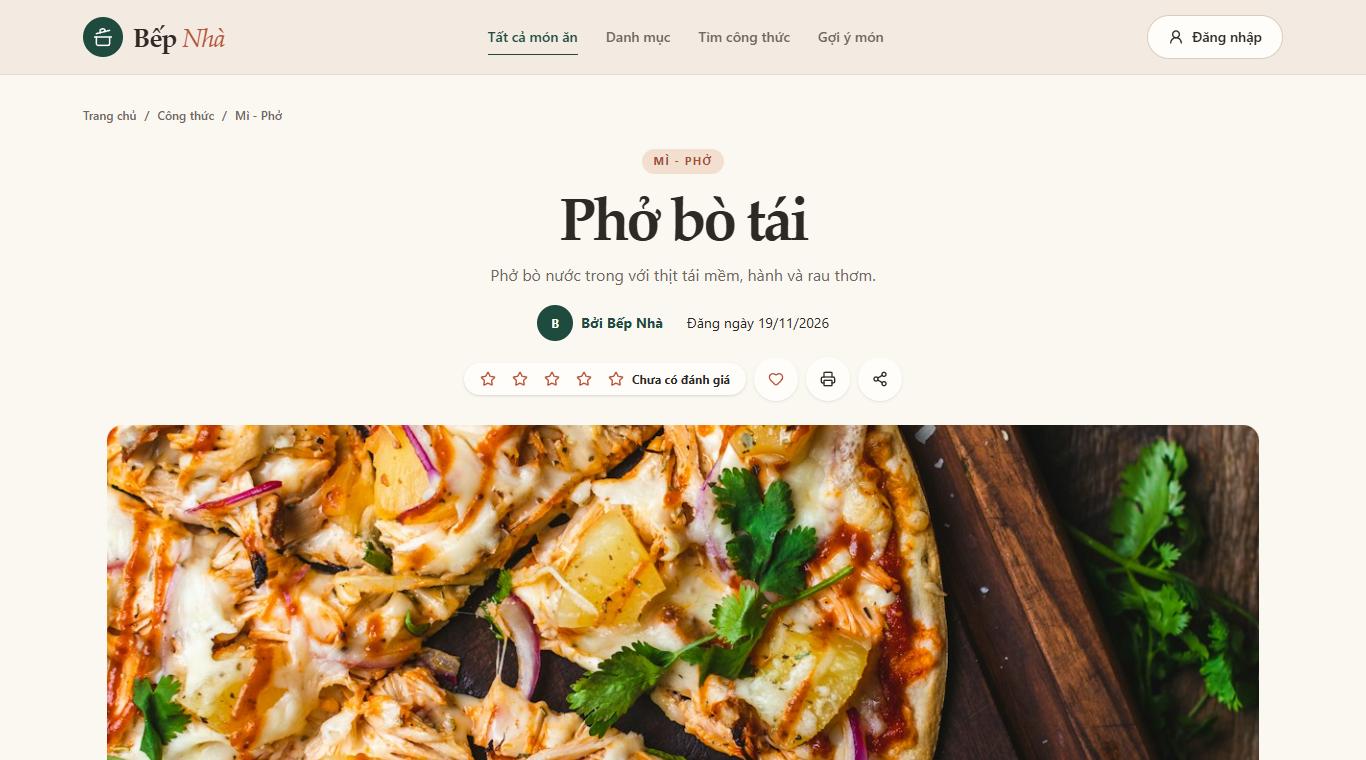 Bếp Nhà
Tất cả món ăn
Danh mục
Tìm công thức
Gợi ý món
Đăng nhập
Trang chủ / Công thức / Mì - Phở
MÌ - PHỞ
Phở bò tái
Phở bò nước trong với thịt tái mềm, hành và rau thơm.
B Bởi Bếp Nhà Đăng ngày 19/11/2026
Chưa có đánh giá